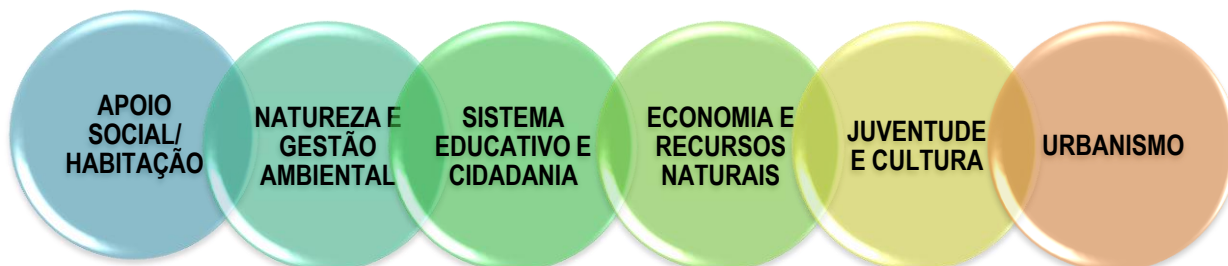 APOIO
SOCIAL/
HABITAÇÃO
NATUREZA E
GESTÃO
AMBIENTAL
SISTEMA
EDUCATIVO E
CIDADANIA
ECONOMIA E
RECURSOS
NATURAIS
JUVENTUDE
E CULTURA
URBANISMO